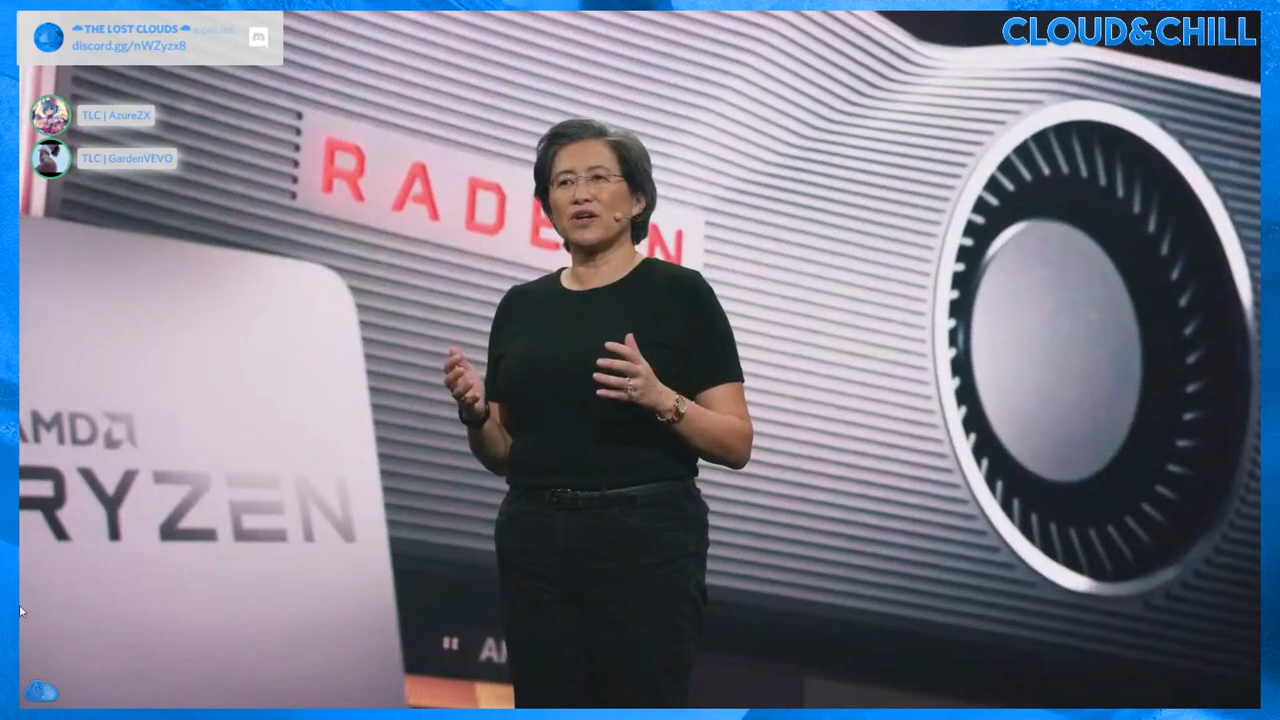 THE LOST CLOUDS
discord.gg/nWZyzx8
CLOUD&CHILL
TLC | AzureZX
TLC | GardenVEVO
RADE N
AMD
RYZEN
“ A